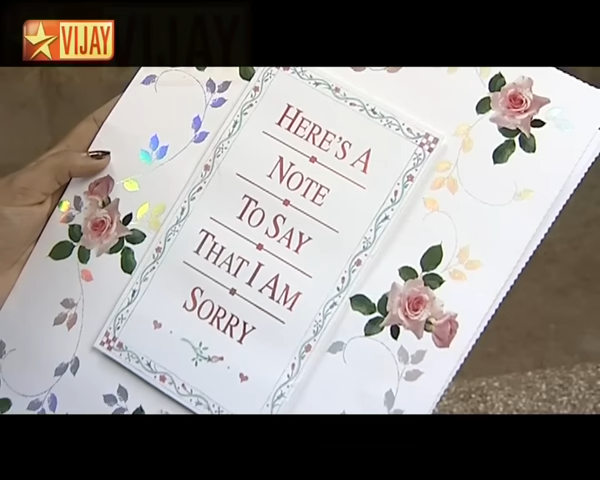 VIJAY
HERE'S A
NOTE
TO SAY
THAT I AM
SORRY